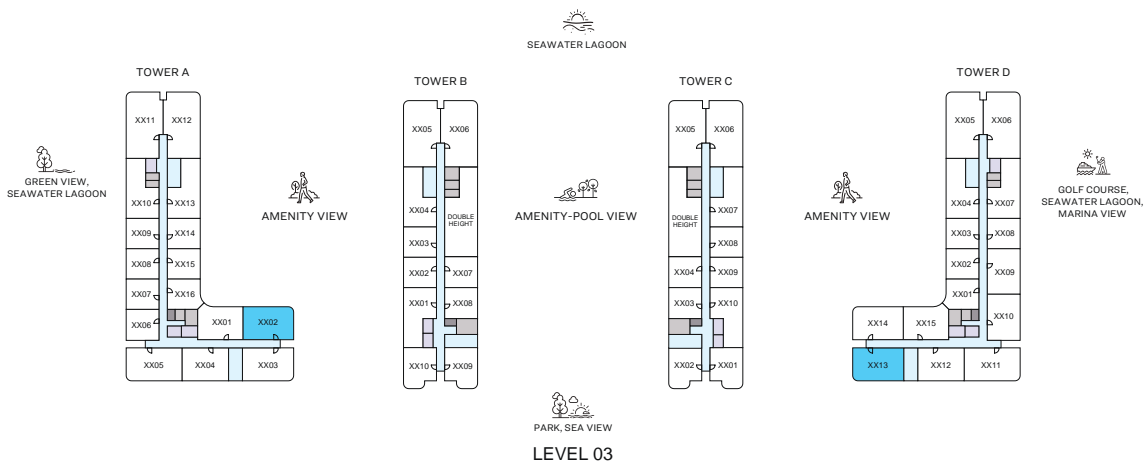 SEAWATER LAGOON
TOWER A
TOWER B
TOWER C
TOWER D
GREEN VIEW,
SEAWATER LAGOON
AMENITY VIEW
AMENITY-POOL VIEW
AMENITY VIEW
GOLF COURSE,
SEAWATER LAGOON,
MARINA VIEW
XX11 XX12
XX10 XX13
XX09 XX14
XX08 XX15
XX07 XX16
XX06 XX01 XX02
XX05 XX04 XX03
XX05 XX06
XX04 DOUBLE
HEIGHT
XX03
XX02 XX07
XX01 XX08
XX10 XX09
XX05 XX06
XX07
DOUBLE
HEIGHT XX08
XX04 XX09
XX03 XX10
XX02 XX01
XX05 XX06
XX04 XX07
XX03
XX02 XX09
XX01
XX14 XX15 XX10
XX13 XX12 XX11
PARK, SEA VIEW
LEVEL 03